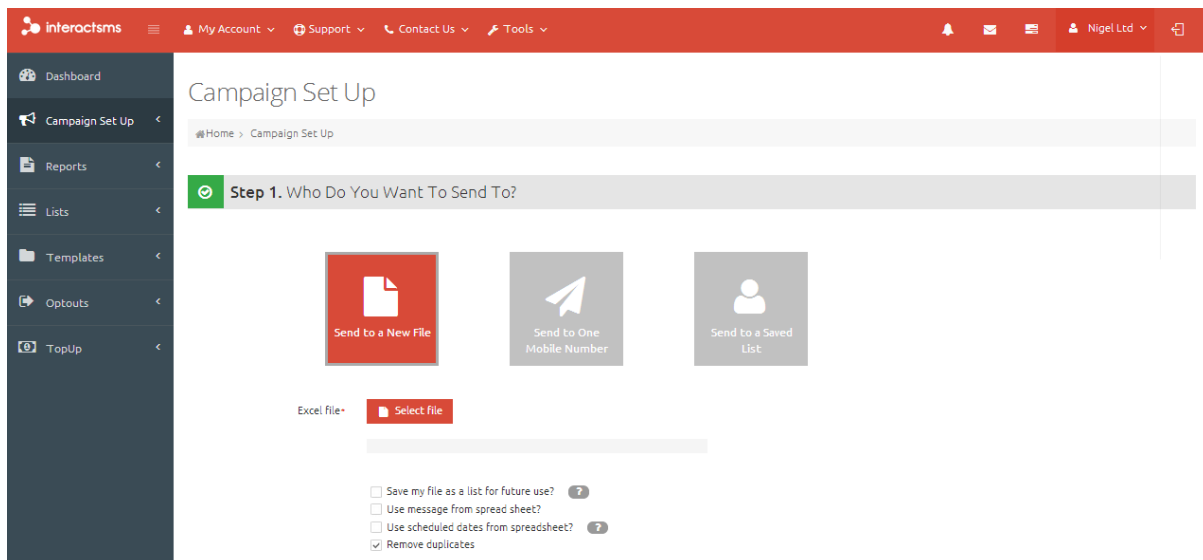 interactsms
My Account
Support
Contact Us
Tools
Nigel Ltd
Dashboard
Campaign Set Up
Reports
Lists
Templates
Optouts
TopUp
Campaign Set Up
Home > Campaign Set Up
Step 1. Who Do You Want To Send To?
Send to a New File
Send to One
Mobile Number
Send to a Saved
List
Excel file*
Select file
Save my file as a list for future use? ?
Use message from spread sheet?
Use scheduled dates from spreadsheet? ?
Remove duplicates